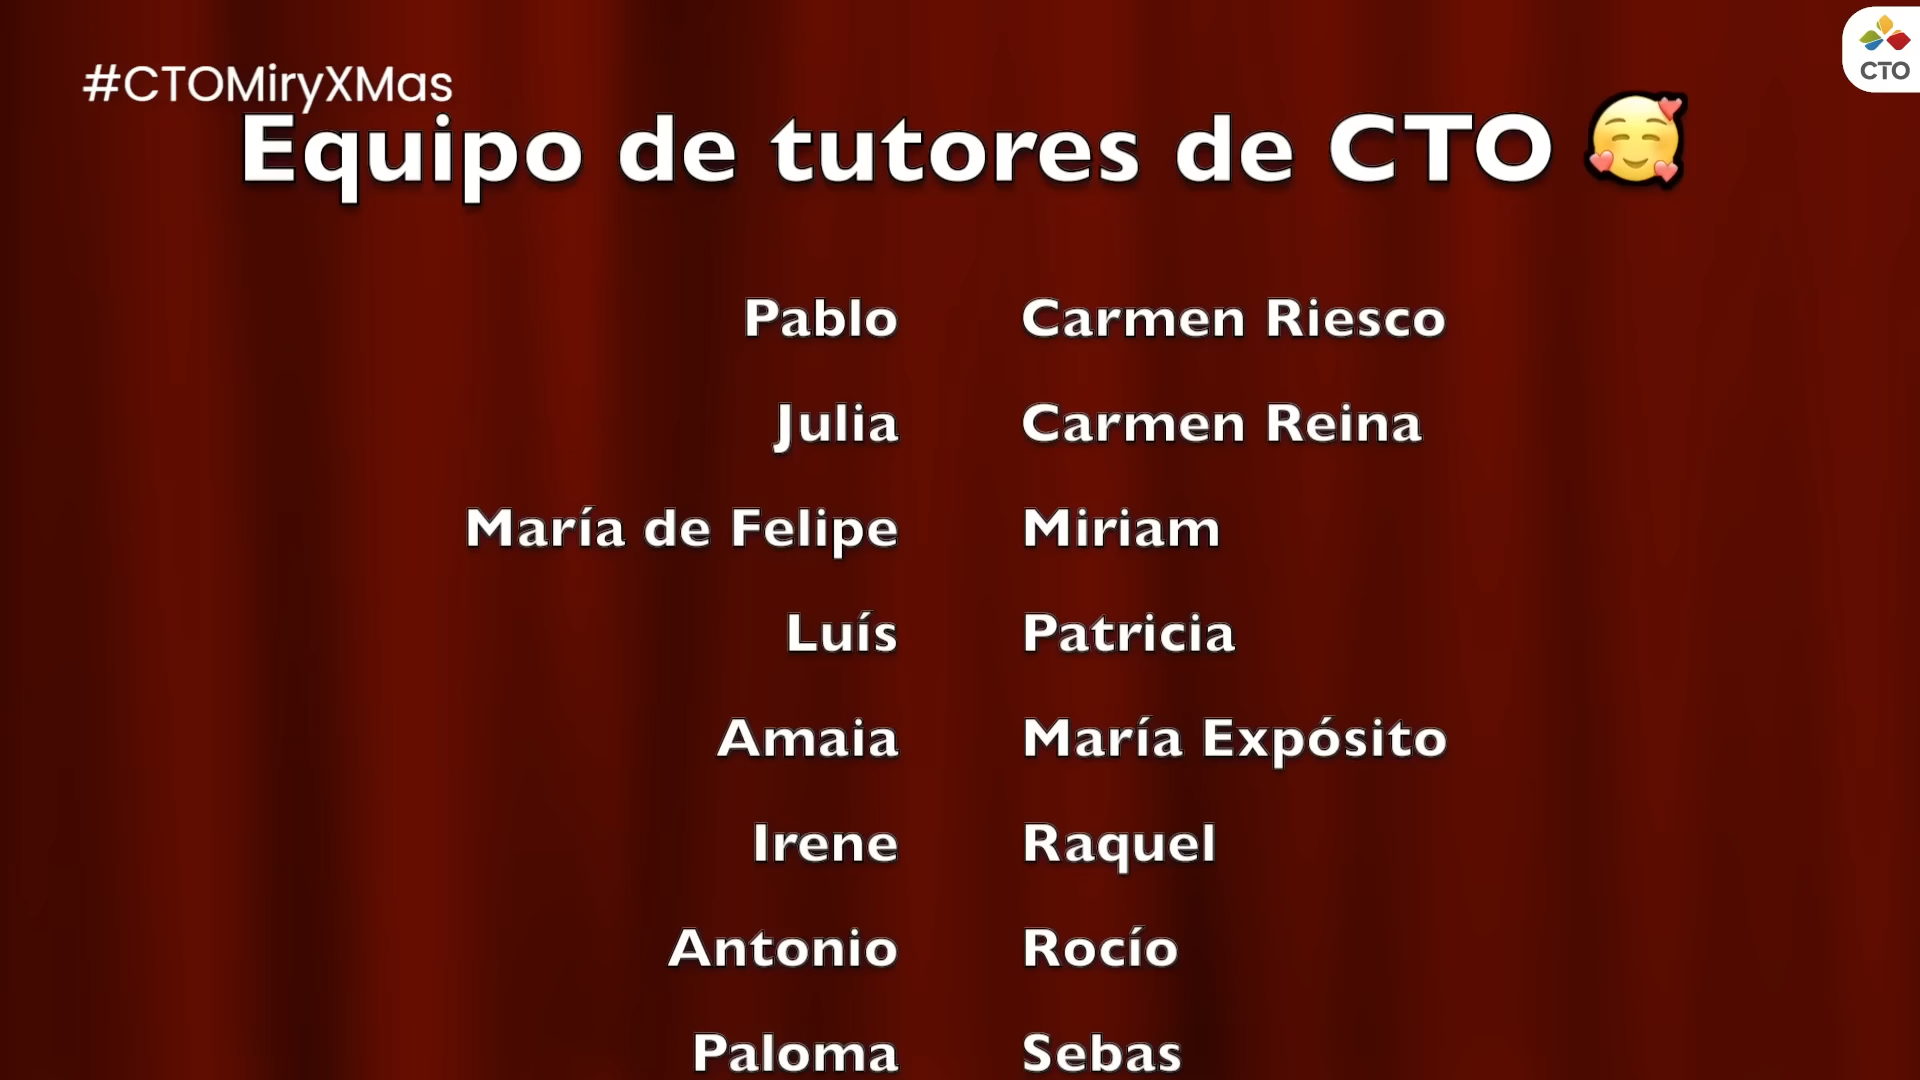 CTO
#CTOMiryXMas
Equipo de tutores de CTO 🥰
Pablo Carmen Riesco
Julia Carmen Reina
María de Felipe Miriam
Luís Patricia
Amaia María Expósito
Irene Raquel
Antonio Rocío
Paloma Sebas